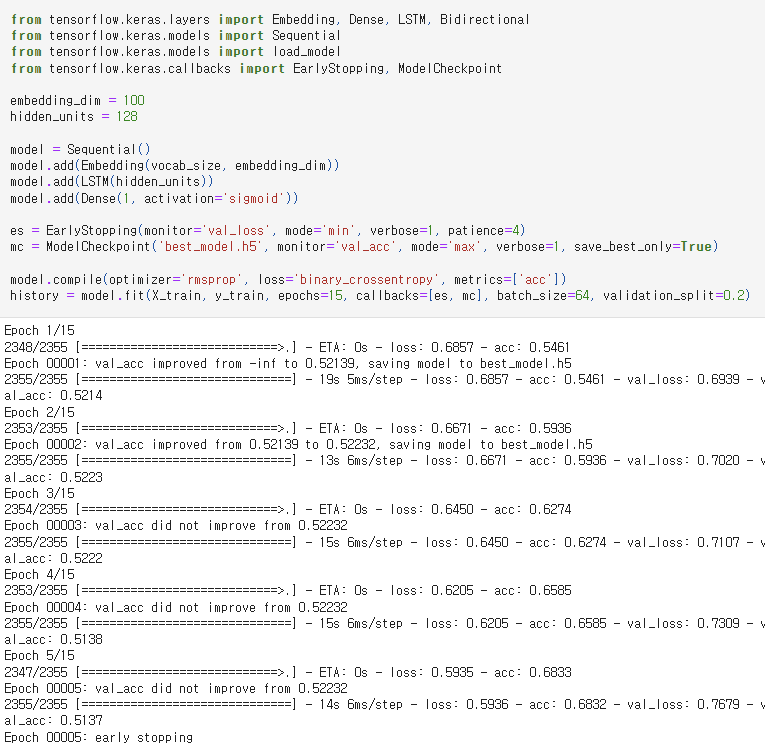 from tensorflow.keras.layers import Embedding, Dense, LSTM, Bidirectional
from tensorflow.keras.models import Sequential
from tensorflow.keras.models import load_model
from tensorflow.keras.callbacks import EarlyStopping, ModelCheckpoint
embedding_dim = 100
hidden_units = 128
model = Sequential()
model.add(Embedding(vocab_size, embedding_dim))
model.add(LSTM(hidden_units))
model.add(Dense(1, activation='sigmoid'))
es = EarlyStopping(monitor='val_loss', mode='min', verbose=1, patience=4)
mc = ModelCheckpoint('best_model.h5', monitor='val_acc', mode='max', verbose=1, save_best_only=True)
model.compile(optimizer='rmsprop', loss='binary_crossentropy', metrics=['acc'])
history = model.fit(X_train, y_train, epochs=15, callbacks=[es, mc], batch_size=64, validation_split=0.2)
Epoch 1/15
2348/2355 [============================>.] - ETA: 0s - loss: 0.6857 - acc: 0.5461
Epoch 00001: val_acc improved from -inf to 0.52139, saving model to best_model.h5
2355/2355 [==============================] - 19s 5ms/step - loss: 0.6857 - acc: 0.5461 - val_loss: 0.6939 - v
al_acc: 0.5214
Epoch 2/15
2353/2355 [============================>.] - ETA: 0s - loss: 0.6671 - acc: 0.5936
Epoch 00002: val_acc improved from 0.52139 to 0.52232, saving model to best_model.h5
2355/2355 [==============================] - 13s 6ms/step - loss: 0.6671 - acc: 0.5936 - val_loss: 0.7020 - v
al_acc: 0.5223
Epoch 3/15
2354/2355 [============================>.] - ETA: 0s - loss: 0.6450 - acc: 0.6274
Epoch 00003: val_acc did not improve from 0.52232
2355/2355 [==============================] - 15s 6ms/step - loss: 0.6450 - acc: 0.6274 - val_loss: 0.7107 - v
al_acc: 0.5222
Epoch 4/15
2353/2355 [============================>.] - ETA: 0s - loss: 0.6205 - acc: 0.6585
Epoch 00004: val_acc did not improve from 0.52232
2355/2355 [==============================] - 15s 6ms/step - loss: 0.6205 - acc: 0.6585 - val_loss: 0.7309 - v
al_acc: 0.5138
Epoch 5/15
2347/2355 [============================>.] - ETA: 0s - loss: 0.5935 - acc: 0.6833
Epoch 00005: val_acc did not improve from 0.52232
2355/2355 [==============================] - 14s 6ms/step - loss: 0.5936 - acc: 0.6832 - val_loss: 0.7679 - v
al_acc: 0.5137
Epoch 00005: early stopping